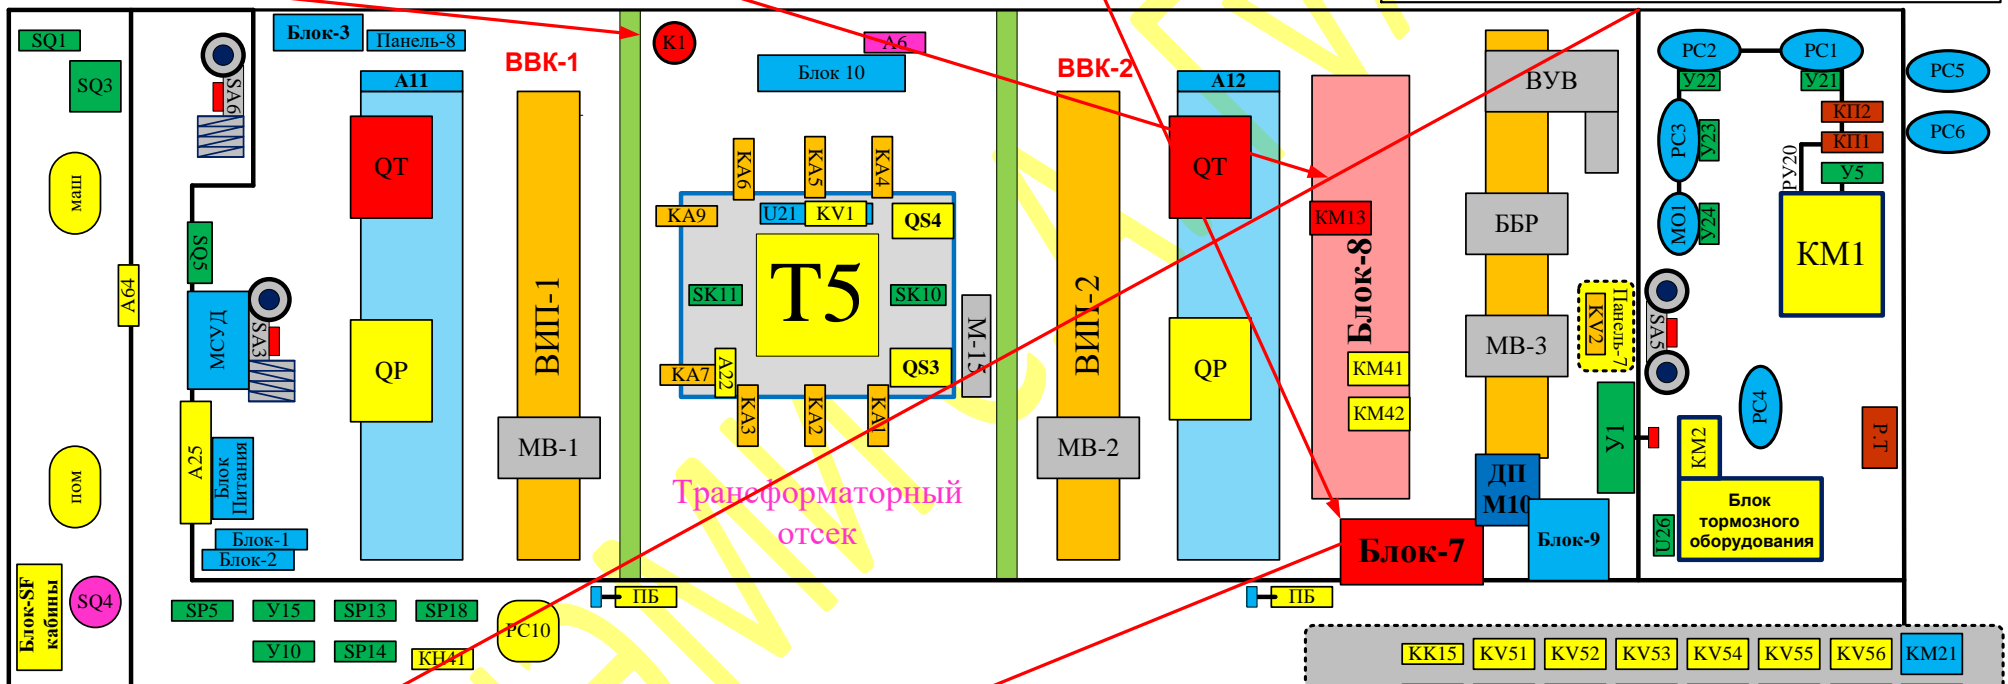 SQ1
SQ3
маш
пом
Блок-SF
кабины
SQ4
A64
SA6
SQ5
МСУД
SA3
A25
Блок
Питания
Блок-1
Блок-2
Блок-3
Панель-8
A11
QT
QP
ВВК-1
ВИП-1
МВ-1
K1
A6
Блок 10
KA6
KA5
KA4
KA9
U21
KV1
QS4
T5
SK11
SK10
KA7
A22
QS3
М-15
KA3
KA2
KA1
Трансформаторный
отсек
ВВК-2
ВИП-2
МВ-2
A12
QT
QP
KM13
Блок-8
KM41
KM42
Блок-7
ВУВ
ББР
МВ-3
ДП
М10
Блок-9
Панель-7
KV2
SA5
У1
РС2
РС1
У22
У21
РС3
У23
КП2
КП1
РУ20
У5
МО1
У24
КМ1
РС5
РС6
РС4
КМ2
Р.Т
Блок
тормозного
оборудования
U26
SP5
У15
SP13
SP18
У10
SP14
КН41
РС10
ПБ
ПБ
KK15
KV51
KV52
KV53
KV54
KV55
KV56
KM21